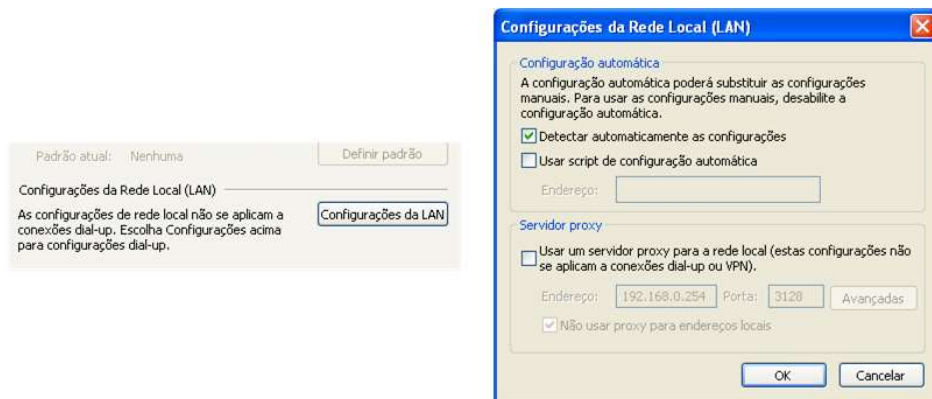 Padrão atual: Nenhuma
Definir padrão
Configurações da Rede Local (LAN)
As configurações de rede local não se aplicam a
conexões dial-up. Escolha Configurações acima
para configurações dial-up.
Configurações da LAN
Configurações da Rede Local (LAN)
Configuração automática
A configuração automática poderá substituir as configurações
manuais. Para usar as configurações manuais, desabilite a
configuração automática.
Detectar automaticamente as configurações
Usar script de configuração automática
Endereço:
Servidor proxy
Usar um servidor proxy para a rede local (estas configurações não
se aplicam a conexões dial-up ou VPN).
Endereço: 192.168.0.254 Porta: 3128 Avançadas
Não usar proxy para endereços locais
OK Cancelar